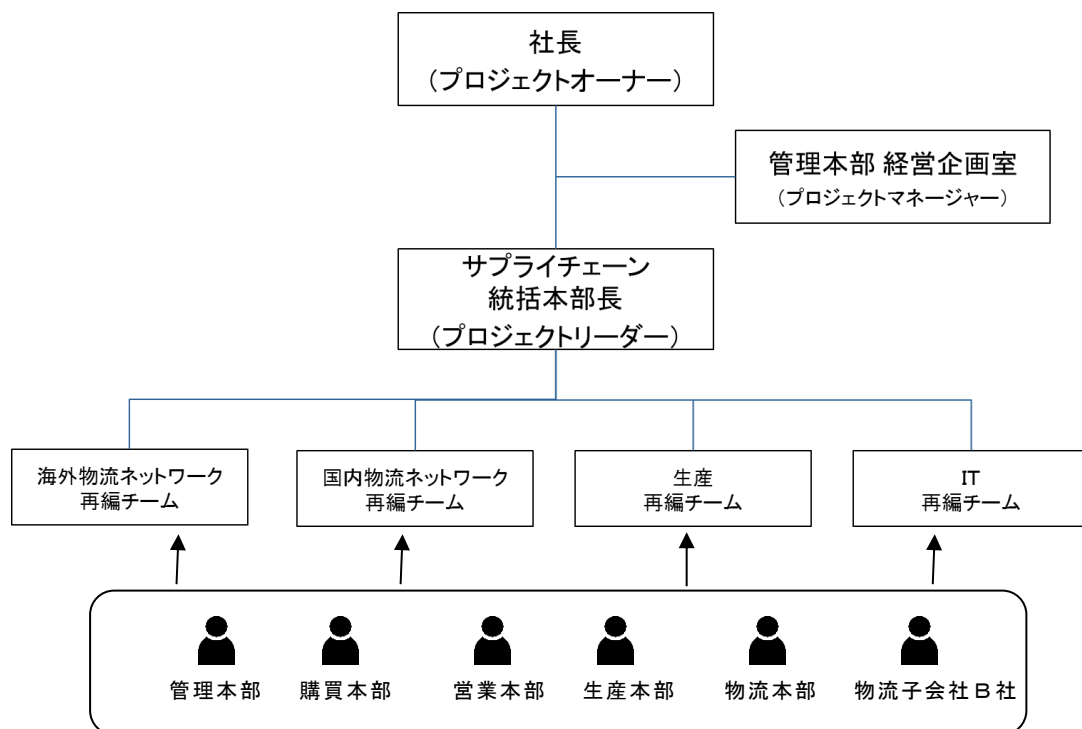 社長
（プロジェクトオーナー）
管理本部 経営企画室
（プロジェクトマネージャー）
サプライチェーン
統括本部長
（プロジェクトリーダー）
海外物流ネットワーク
再編チーム
国内物流ネットワーク
再編チーム
生産
再編チーム
IT
再編チーム
管理本部
購買本部
営業本部
生産本部
物流本部
物流子会社Ｂ社